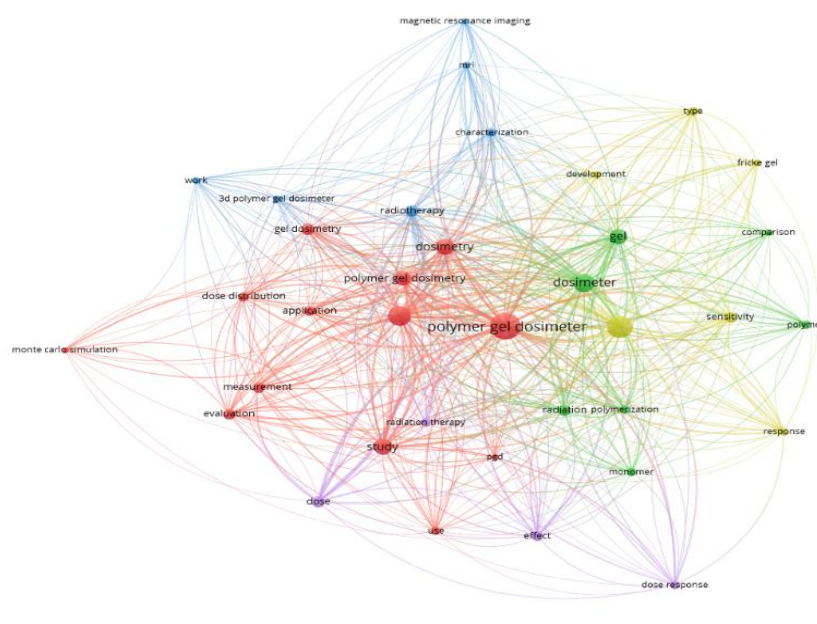 magnetic resonance imaging
mri
type
characterization
fricke gel
development
work
3d polymer gel dosimeter
radiotherapy
gel dosimetry
comparison
gel
dosimetry
polymer gel dosimetry
dosimeter
dose distribution
application
sensitivity
polymer gel dosimeter
polyme
monte carlo simulation
measurement
evaluation
radiation
polymerization
radiation therapy
response
study
pgd
monomer
dose
use
effect
dose response